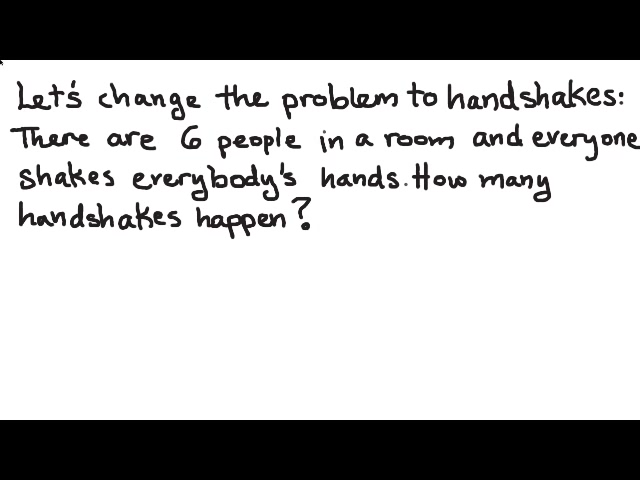 Let's change the problem to handshakes:
There are 6 people in a room and everyone
shakes everybody's hands. How many
handshakes happen?